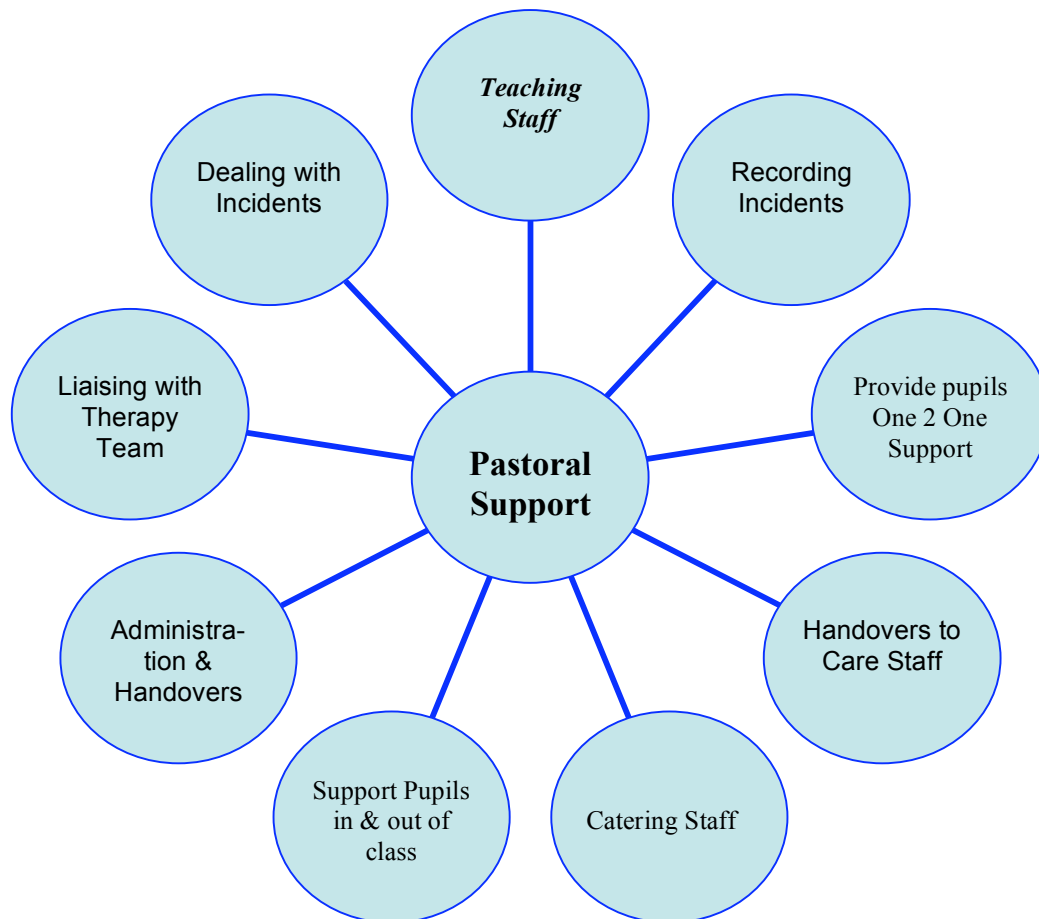 Teaching
Staff
Dealing with
Incidents
Recording
Incidents
Liaising with
Therapy
Team
Provide pupils
One 2 One
Support
Pastoral
Support
Administra-
tion &
Handovers
Handovers to
Care Staff
Support Pupils
in & out of
class
Catering Staff